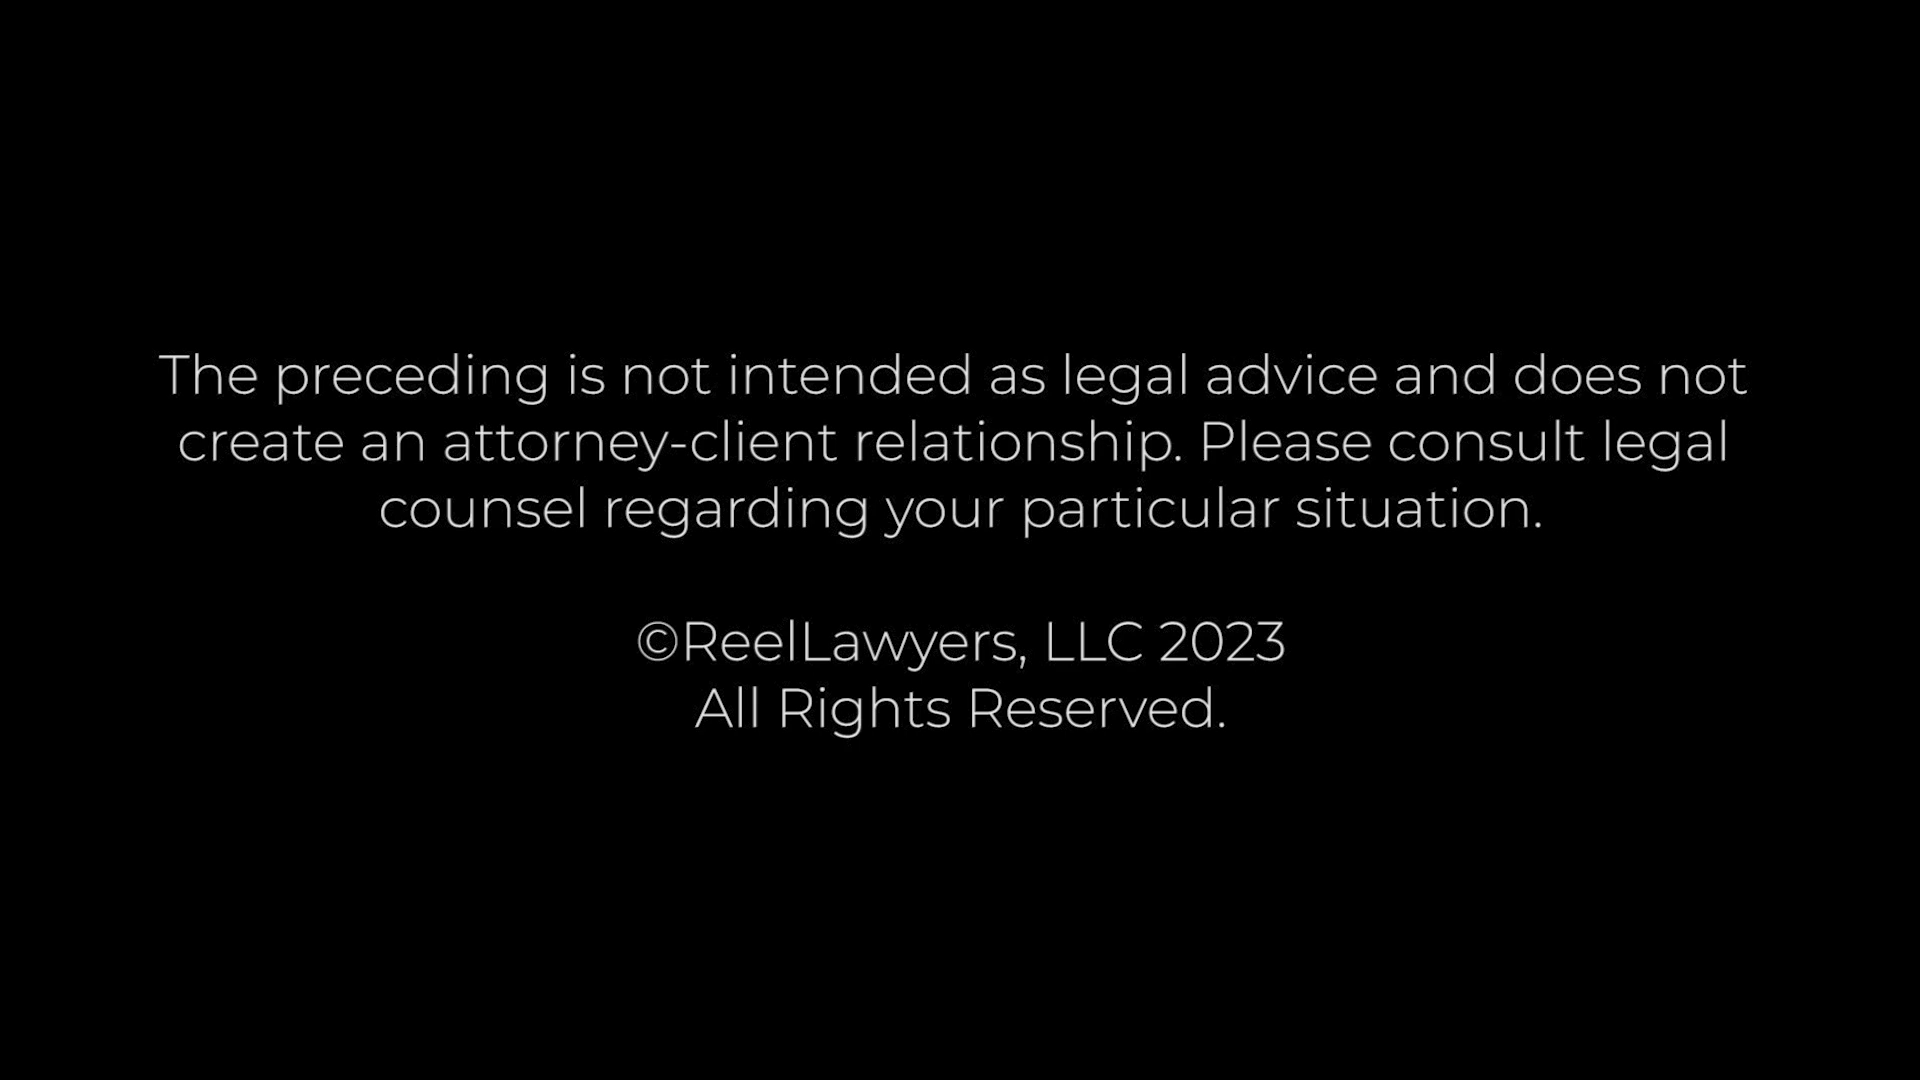 The preceding is not intended as legal advice and does not
create an attorney-client relationship. Please consult legal
counsel regarding your particular situation.
©ReelLawyers, LLC 2023
All Rights Reserved.